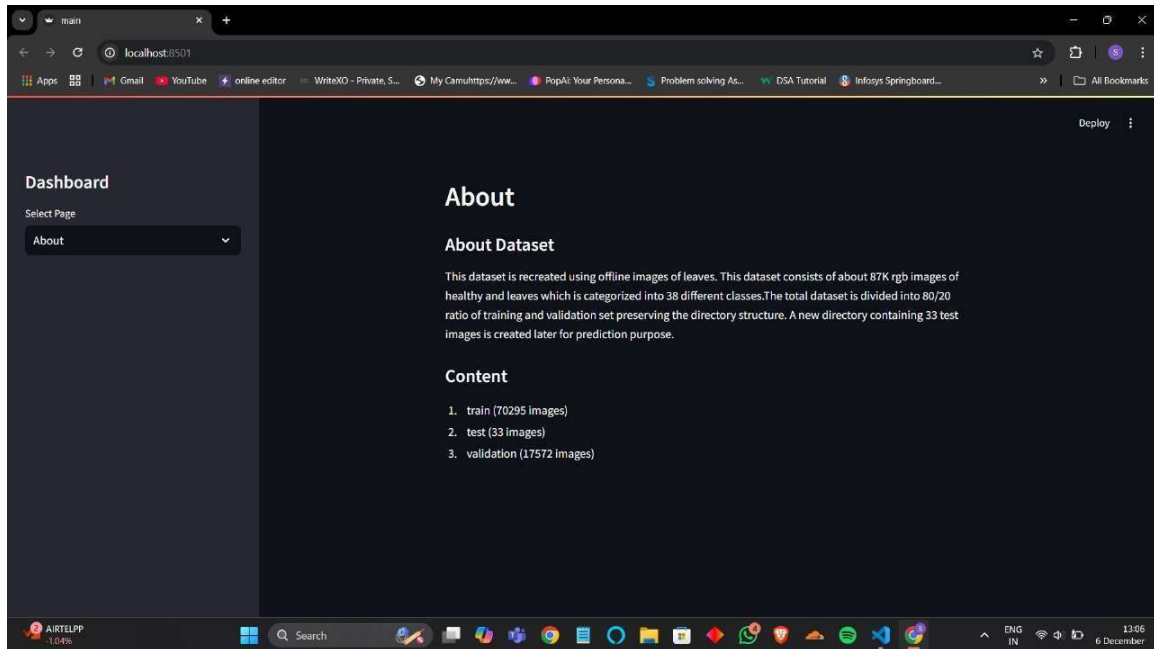 main
localhost:8501
Apps Gmail YouTube online editor WriteXO - Private, S... My Camuhttps://ww... PopAi: Your Persona... Problem solving As... DSA Tutorial Infosys Springboard... » All Bookmarks
Deploy
Dashboard
Select Page
About
About
About Dataset
This dataset is recreated using offline images of leaves. This dataset consists of about 87K rgb images of
healthy and leaves which is categorized into 38 different classes.The total dataset is divided into 80/20
ratio of training and validation set preserving the directory structure. A new directory containing 33 test
images is created later for prediction purpose.
Content
1. train (70295 images)
2. test (33 images)
3. validation (17572 images)
2 AIRTELPP
-1.04%
Search
4
ENG
IN
13:06
6 December